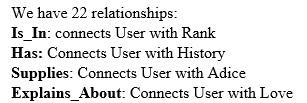 We have 22 relationships:
Is_In: connects User with Rank
Has: Connects User with History
Supplies: Connects User with Adice
Explains_About: Connects User with Love